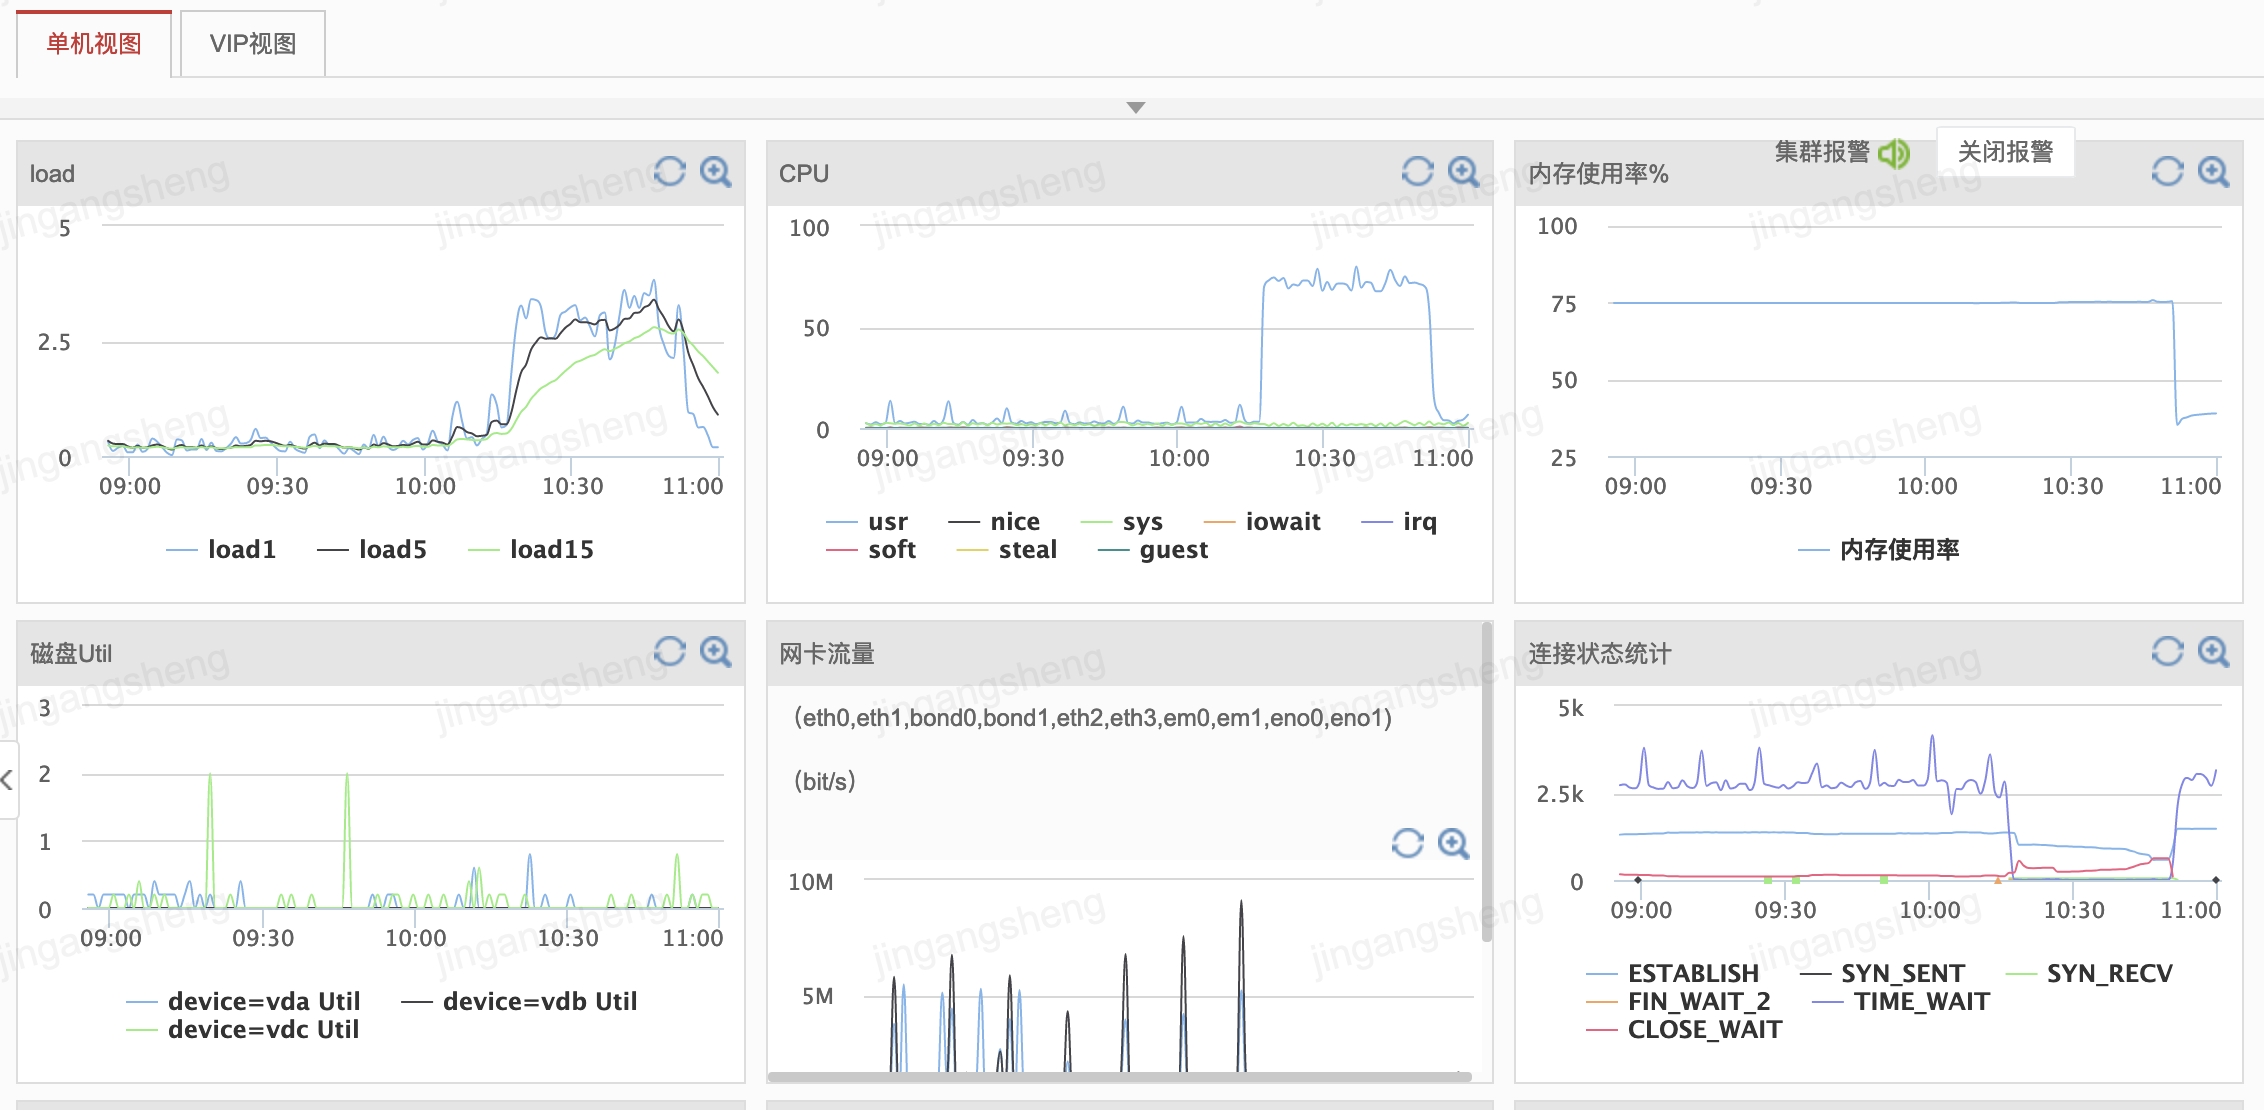 单机视图
VIP视图
集群报警
关闭报警
load
5
2.5
0
09:00 09:30 10:00 10:30 11:00
load1 load5 load15
CPU
100
50
0
09:00 09:30 10:00 10:30 11:00
usr nice sys iowait irq
soft steal guest
内存使用率%
100
75
50
25
09:00 09:30 10:00 10:30 11:00
内存使用率
磁盘Util
3
2
1
0
09:00 09:30 10:00 10:30 11:00
device=vda Util device=vdb Util
device=vdc Util
网卡流量
(eth0,eth1,bond0,bond1,eth2,eth3,em0,em1,eno0,eno1)
(bit/s)
10M
5M
连接状态统计
5k
2.5k
0
09:00 09:30 10:00 10:30 11:00
ESTABLISH SYN_SENT SYN_RECV
FIN_WAIT_2 TIME_WAIT
CLOSE_WAIT
jingangsheng